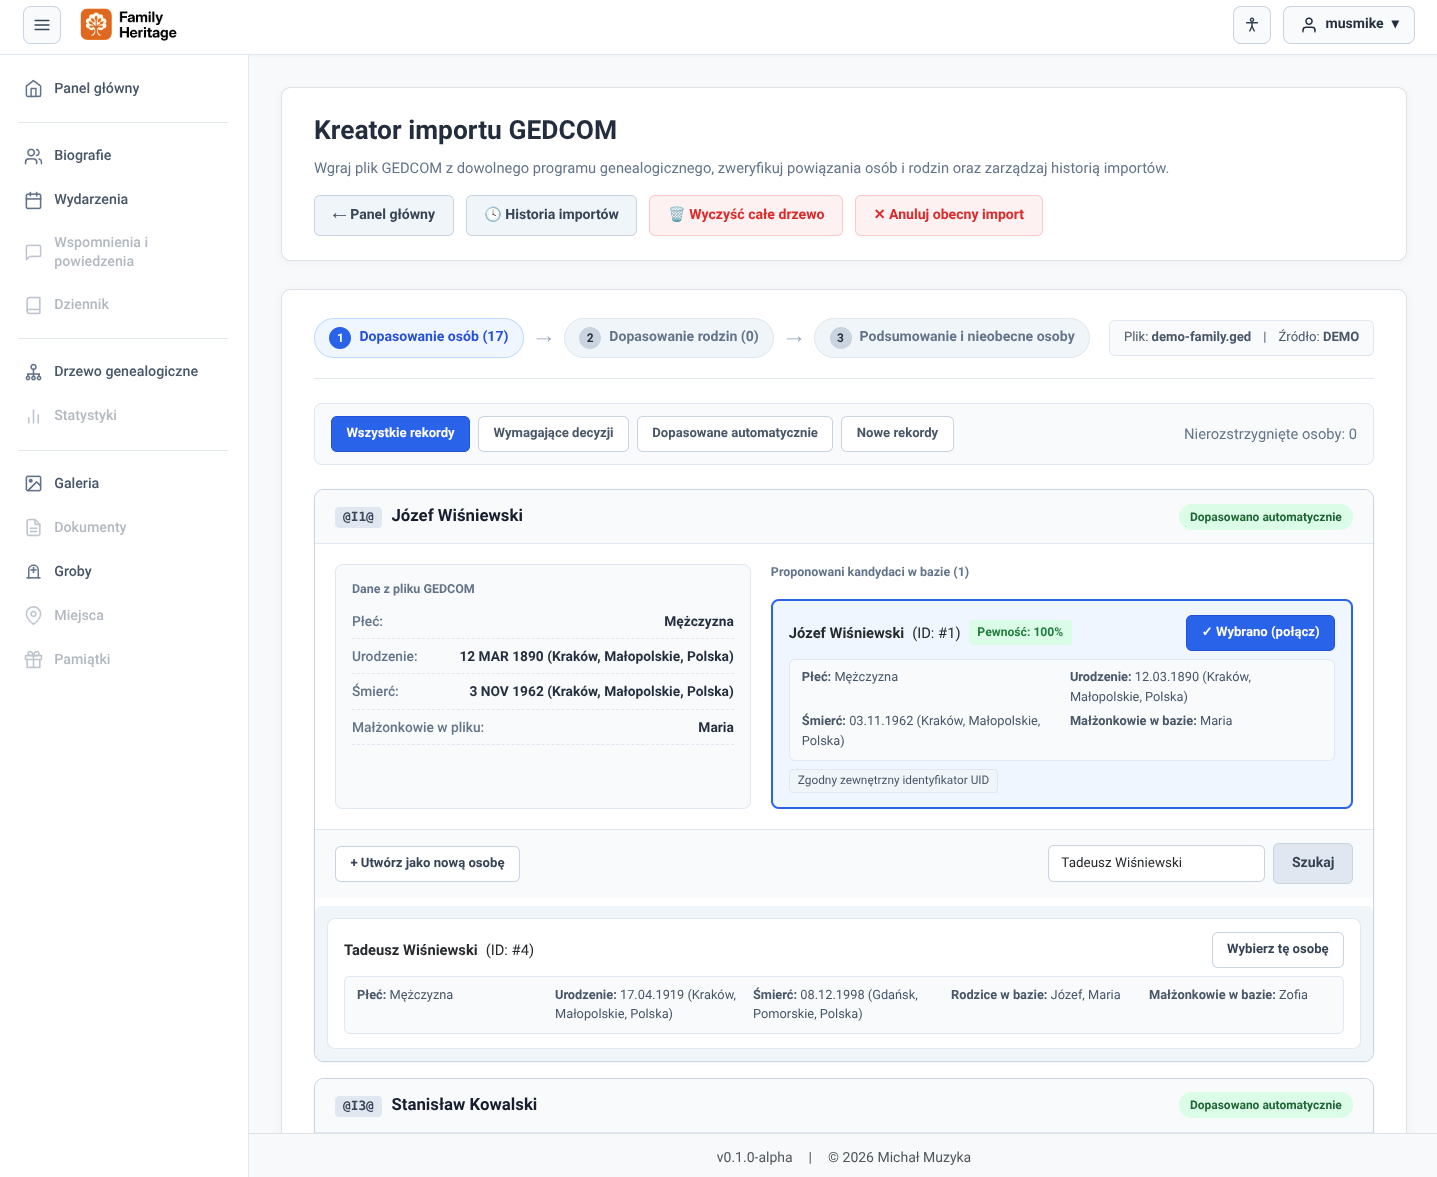 Family
Heritage
musmike ▼
Panel główny
Biografie
Wydarzenia
Wspomnienia i
powiedzenia
Dziennik
Drzewo genealogiczne
Statystyki
Galeria
Dokumenty
Groby
Miejsca
Pamiątki
Kreator importu GEDCOM
Wgraj plik GEDCOM z dowolnego programu genealogicznego, zweryfikuj powiązania osób i rodzin oraz zarządzaj historią importów.
← Panel główny
Historia importów
Wyczyść całe drzewo
✕ Anuluj obecny import
1 Dopasowanie osób (17) →
2 Dopasowanie rodzin (0) →
3 Podsumowanie i nieobecne osoby
Plik: demo-family.ged | Źródło: DEMO
Wszystkie rekordy
Wymagające decyzji
Dopasowane automatycznie
Nowe rekordy
Nierozstrzygnięte osoby: 0
@I1@ Józef Wiśniewski
Dopasowano automatycznie
Dane z pliku GEDCOM
Płeć: Mężczyzna
Urodzenie: 12 MAR 1890 (Kraków, Małopolskie, Polska)
Śmierć: 3 NOV 1962 (Kraków, Małopolskie, Polska)
Małżonkowie w pliku: Maria
Proponowani kandydaci w bazie (1)
Józef Wiśniewski (ID: #1) Pewność: 100%
✓ Wybrano (połącz)
Płeć: Mężczyzna
Urodzenie: 12.03.1890 (Kraków,
Małopolskie, Polska)
Śmierć: 03.11.1962 (Kraków, Małopolskie,
Polska)
Małżonkowie w bazie: Maria
Zgodny zewnętrzny identyfikator UID
+ Utwórz jako nową osobę
Tadeusz Wiśniewski
Szukaj
Tadeusz Wiśniewski (ID: #4)
Wybierz tę osobę
Płeć: Mężczyzna
Urodzenie: 17.04.1919 (Kraków,
Małopolskie, Polska)
Śmierć: 08.12.1998 (Gdańsk,
Pomorskie, Polska)
Rodzice w bazie: Józef, Maria
Małżonkowie w bazie: Zofia
@I3@ Stanisław Kowalski
Dopasowano automatycznie
v0.1.0-alpha | © 2026 Michał Muzyka